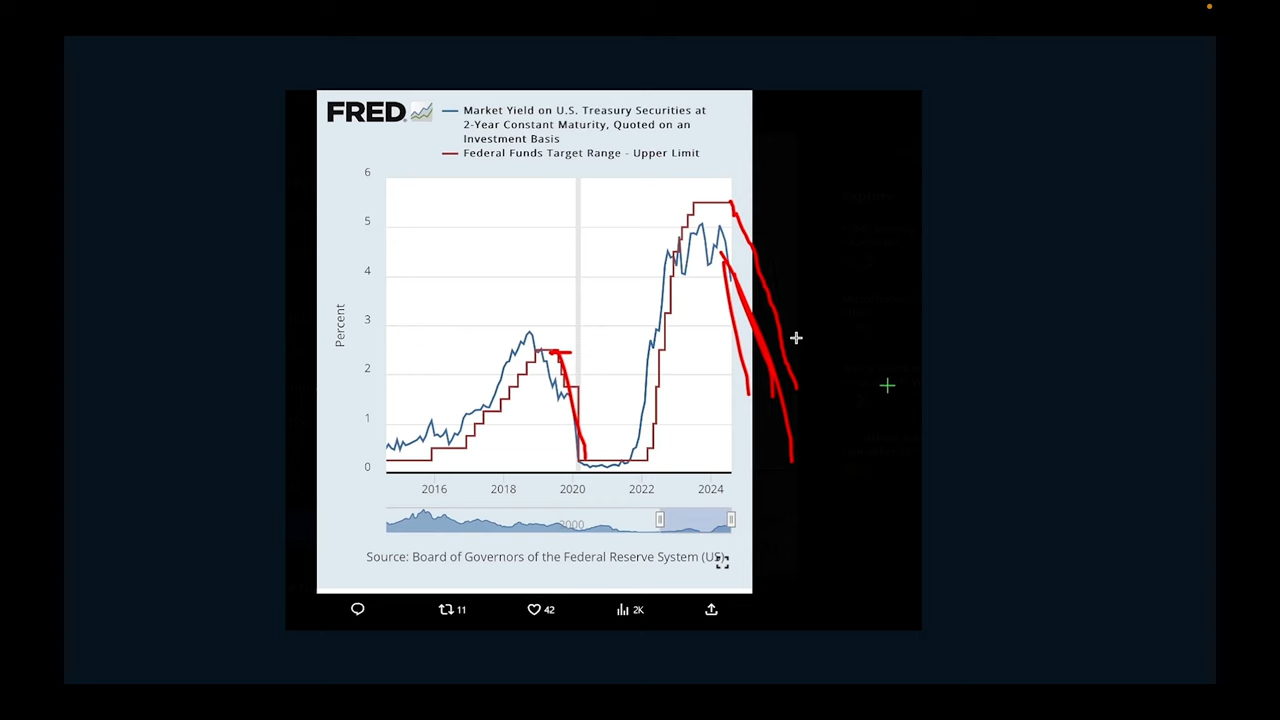 FRED
Market Yield on U.S. Treasury Securities at
2-Year Constant Maturity, Quoted on an
Investment Basis
Federal Funds Target Range - Upper Limit
6
5
4
3
2
1
0
Percent
2016
2018
2020
2022
2024
2000
Source: Board of Governors of the Federal Reserve System (US)
11
42
2K